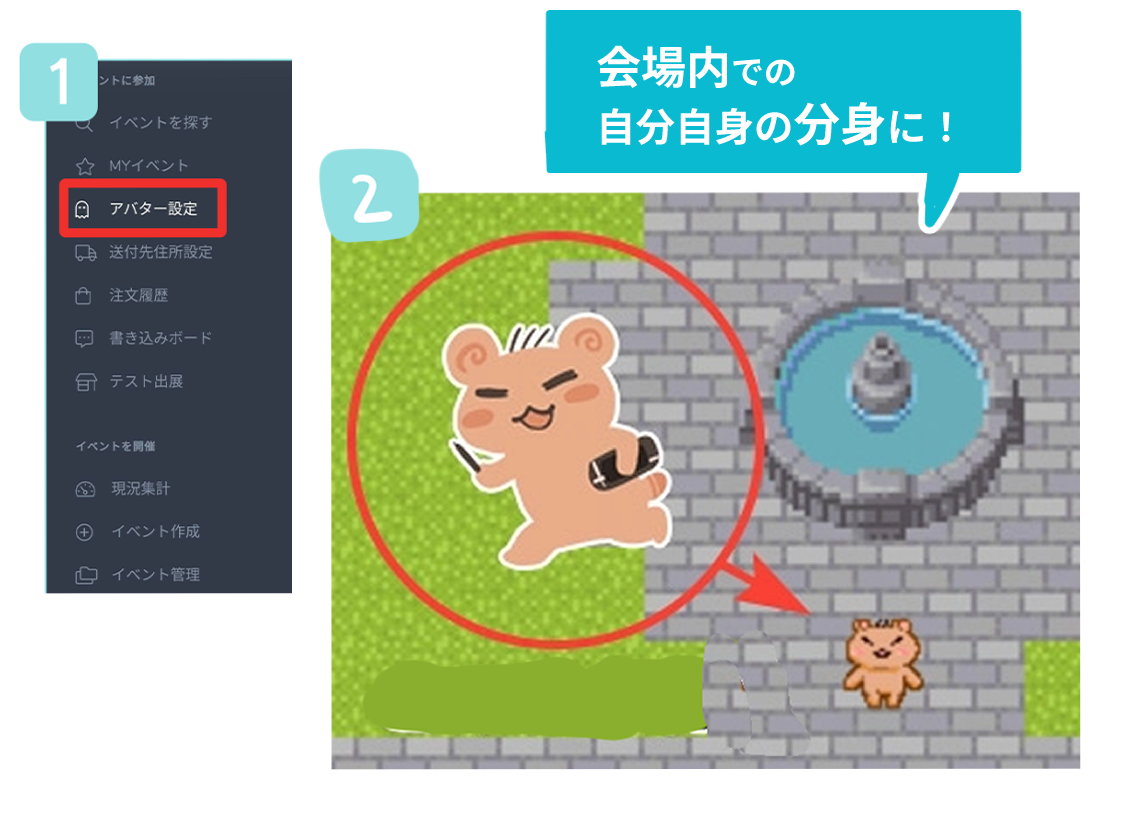 1
ントに参加
イベントを探す
MYイベント
アバター設定
送付先住所設定
注文履歴
書き込みボード
テスト出展
イベントを開催
現況集計
イベント作成
イベント管理
2
会場内での
自分自身の分身に！